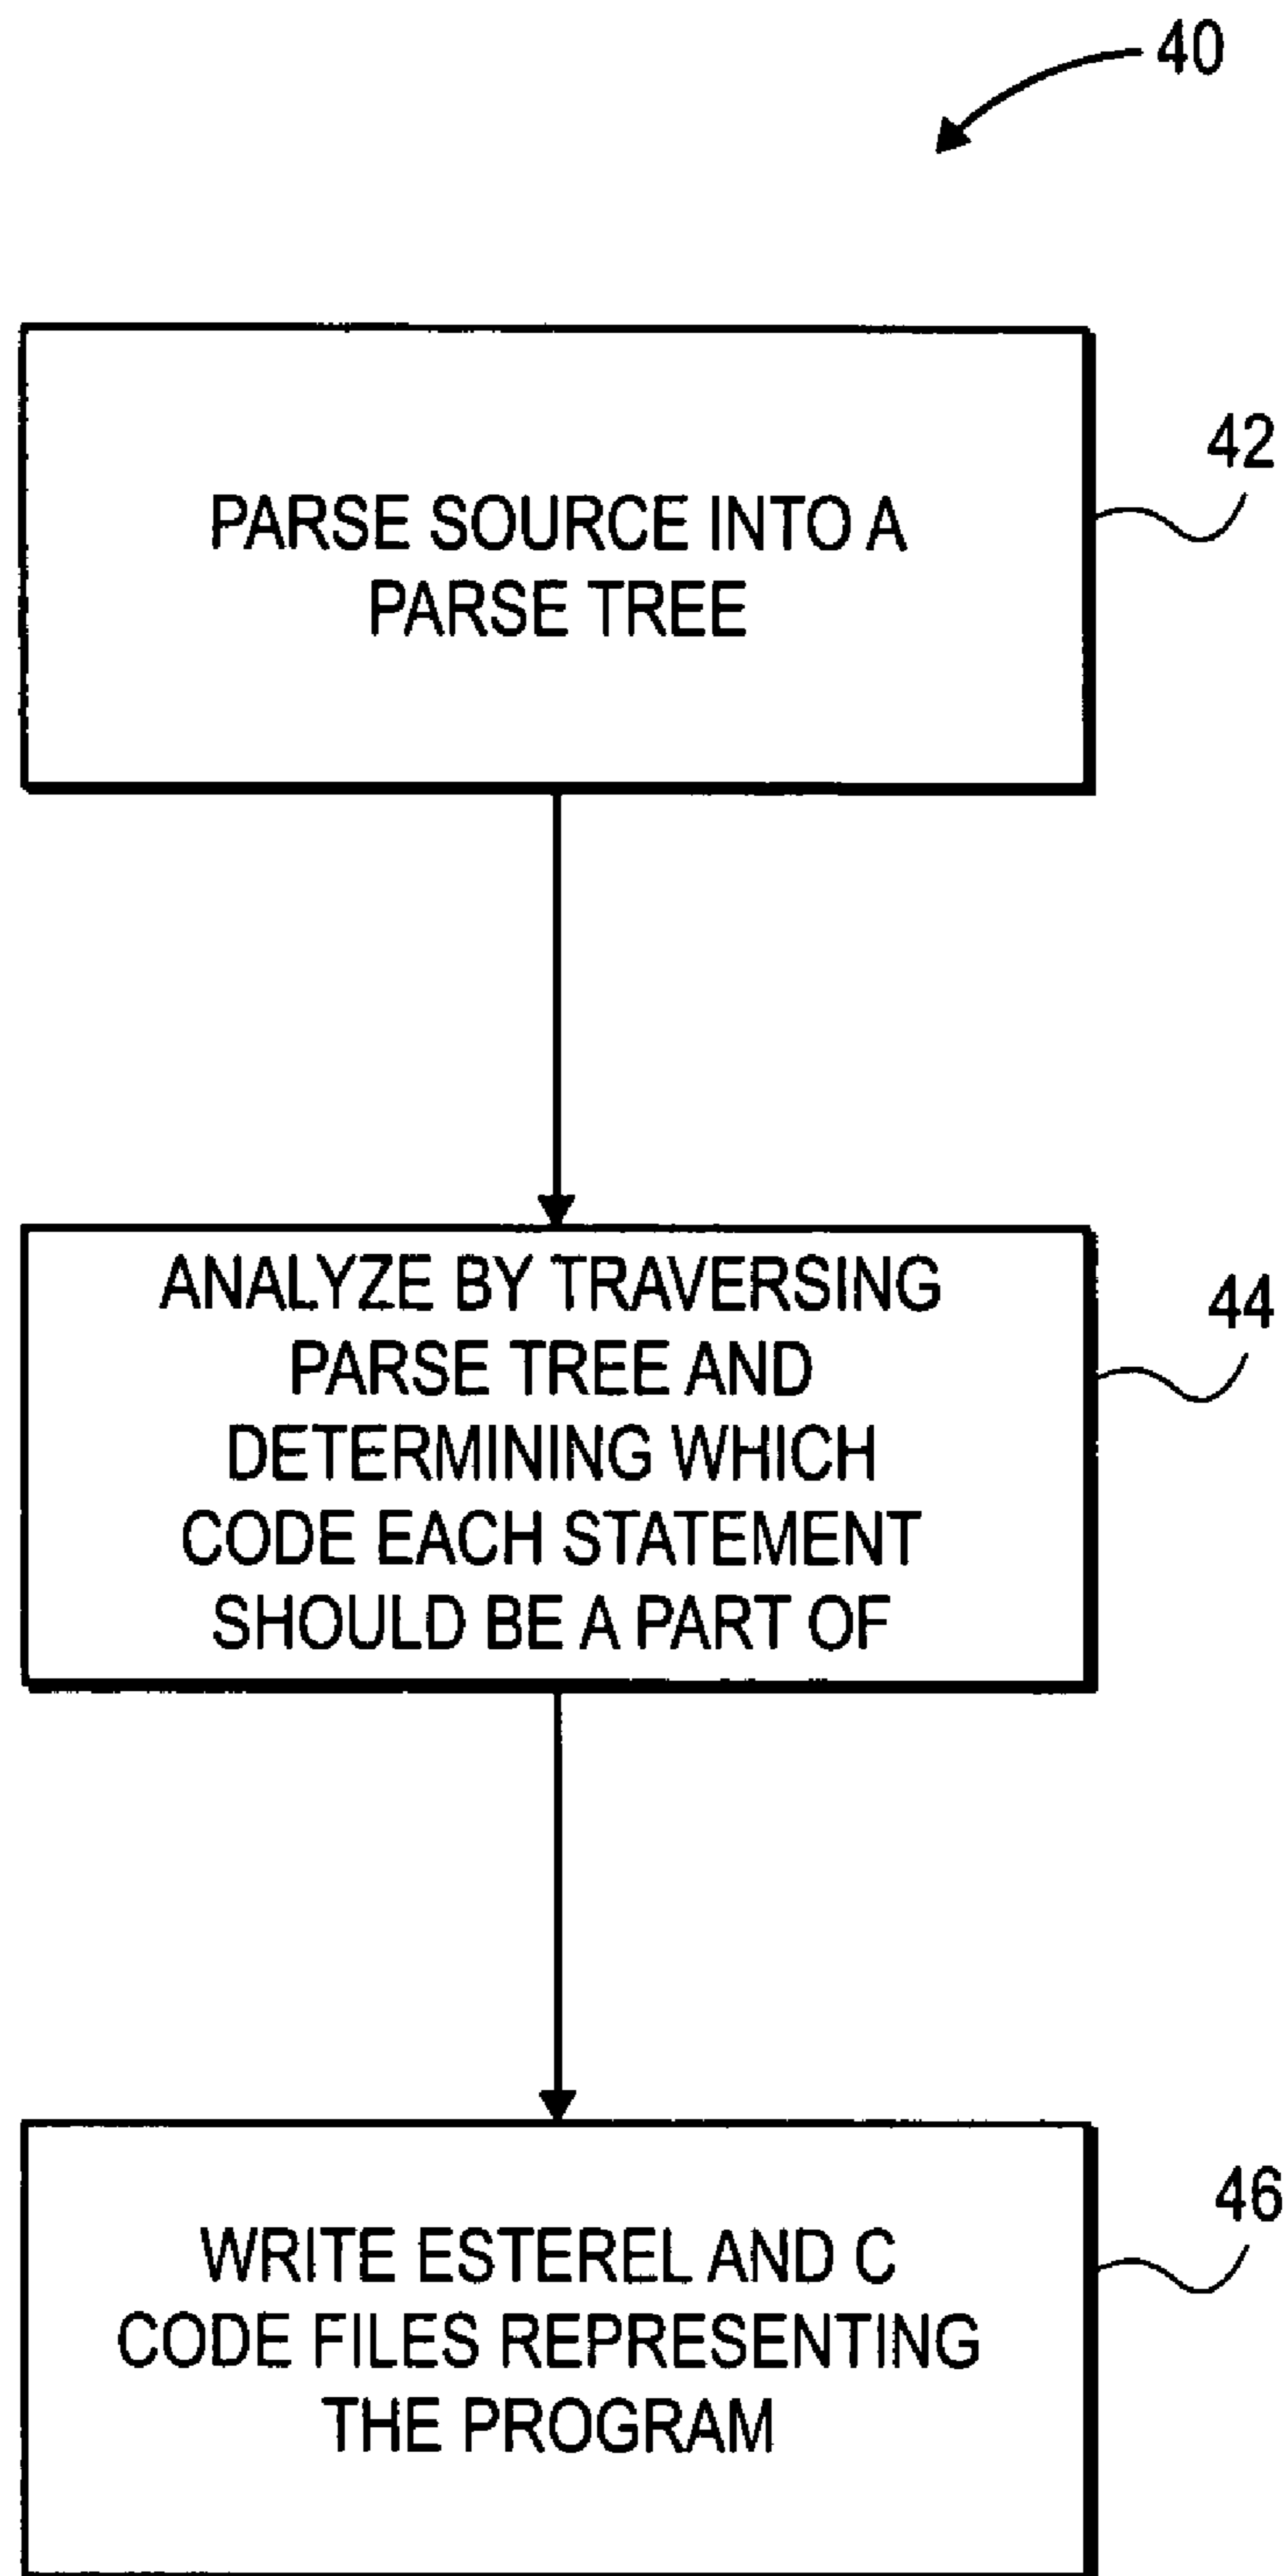 40
42
PARSE SOURCE INTO A
PARSE TREE
44
ANALYZE BY TRAVERSING
PARSE TREE AND
DETERMINING WHICH
CODE EACH STATEMENT
SHOULD BE A PART OF
46
WRITE ESTEREL AND C
CODE FILES REPRESENTING
THE PROGRAM